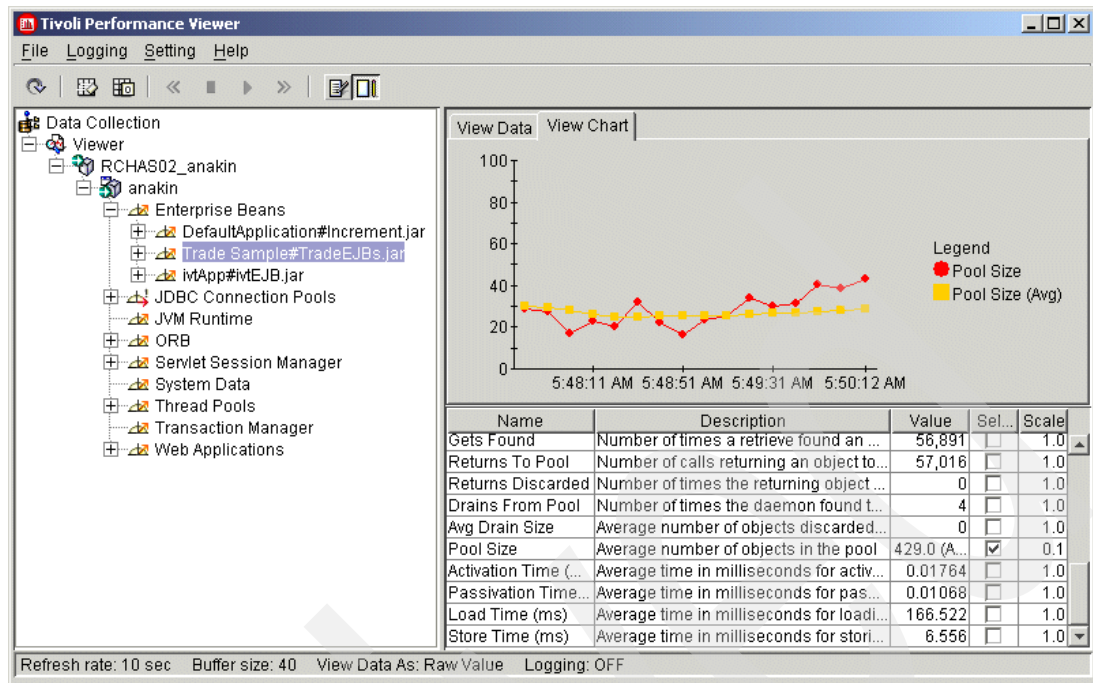 Tivoli Performance Viewer
File Logging Setting Help
Data Collection
Viewer
RCHAS02_anakin
anakin
Enterprise Beans
DefaultApplication#Increment.jar
Trade Sample#TradeEJBs.jar
ivtApp#ivtEJB.jar
JDBC Connection Pools
JVM Runtime
ORB
Servlet Session Manager
System Data
Thread Pools
Transaction Manager
Web Applications
View Data View Chart
100
80
60
40
20
0
5:48:11 AM 5:48:51 AM 5:49:31 AM 5:50:12 AM
Legend
Pool Size
Pool Size (Avg)
Name Description Value Sel... Scale
Gets Found Number of times a retrieve found an ... 56,891 1.0
Returns To Pool Number of calls returning an object to... 57,016 1.0
Returns Discarded Number of times the returning object ... 0 1.0
Drains From Pool Number of times the daemon found t... 4 1.0
Avg Drain Size Average number of objects discarded... 0 1.0
Pool Size Average number of objects in the pool 429.0 (A... 0.1
Activation Time (... Average time in milliseconds for activ... 0.01764 1.0
Passivation Time... Average time in milliseconds for pas... 0.01068 1.0
Load Time (ms) Average time in milliseconds for loadi... 166.522 1.0
Store Time (ms) Average time in milliseconds for stori... 6.556 1.0
Refresh rate: 10 sec Buffer size: 40 View Data As: Raw Value Logging: OFF